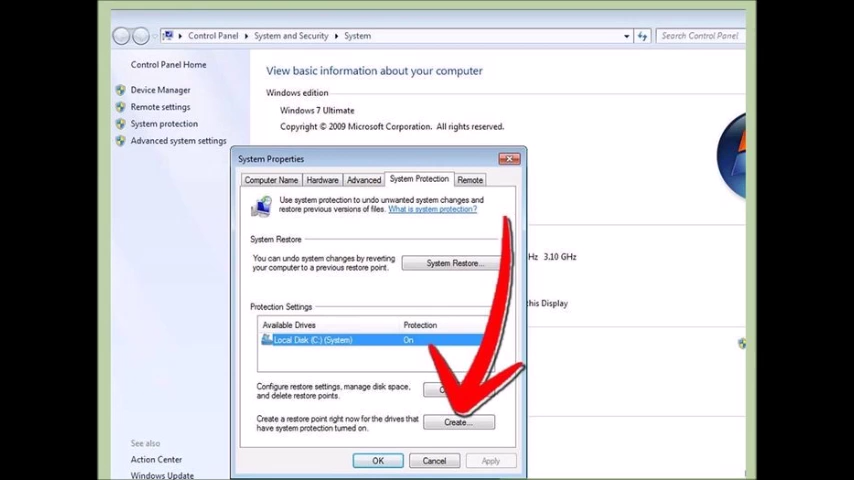 Control Panel
System and Security
System
Search Control Panel
Control Panel Home
Device Manager
Remote settings
System protection
Advanced system settings
View basic information about your computer
Windows edition
Windows 7 Ultimate
Copyright © 2009 Microsoft Corporation. All rights reserved.
System Properties
Computer Name
Hardware
Advanced
System Protection
Remote
Use system protection to undo unwanted system changes and
restore previous versions of files. What is system protection?
System Restore
You can undo system changes by reverting
your computer to a previous restore point.
System Restore...
Hz 3.10 GHz
this Display
Protection Settings
Available Drives Protection
Local Disk (C:) (System) On
Configure restore settings, manage disk space,
and delete restore points.
Create a restore point right now for the drives that
have system protection turned on.
Create...
OK
Cancel
Apply
See also
Action Center
Windows Update